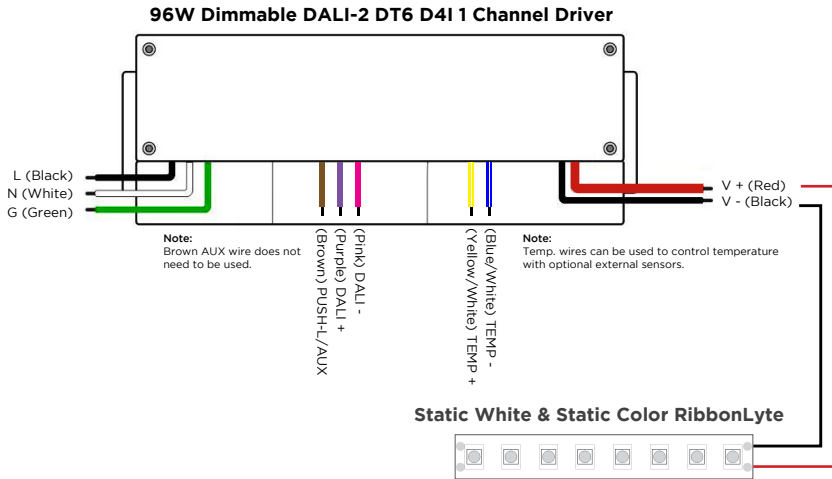 96W Dimmable DALI-2 DT6 D4I 1 Channel Driver
L (Black)
N (White)
G (Green)
V + (Red)
V - (Black)
Note:
Brown AUX wire does not
need to be used.
(Brown) PUSH-L/AUX
(Purple) DALI +
(Pink) DALI -
(Yellow/White) TEMP +
(Blue/White) TEMP -
Note:
Temp. wires can be used to control temperature
with optional external sensors.
Static White & Static Color RibbonLyte